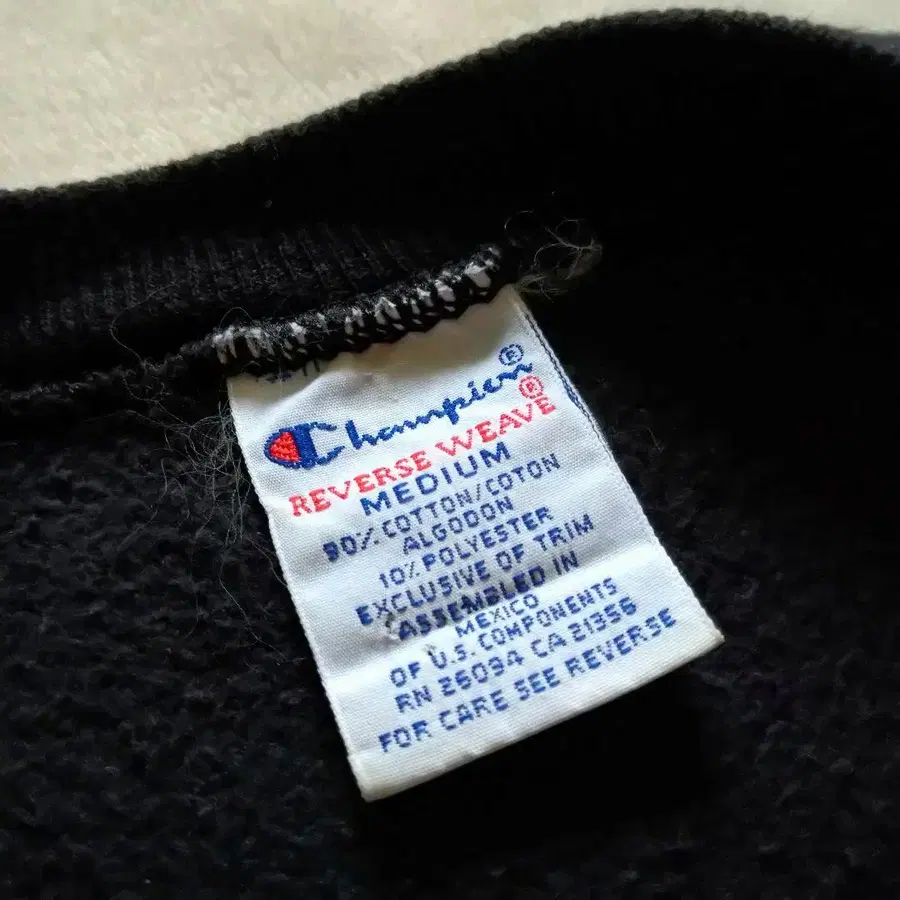 Champion®
REVERSE WEAVE®
MEDIUM
90% COTTON/COTON
ALGODON
10% POLYESTER
EXCLUSIVE OF TRIM
ASSEMBLED IN
MEXICO
OF U.S. COMPONENTS
RN 26094 CA 21356
FOR CARE SEE REVERSE